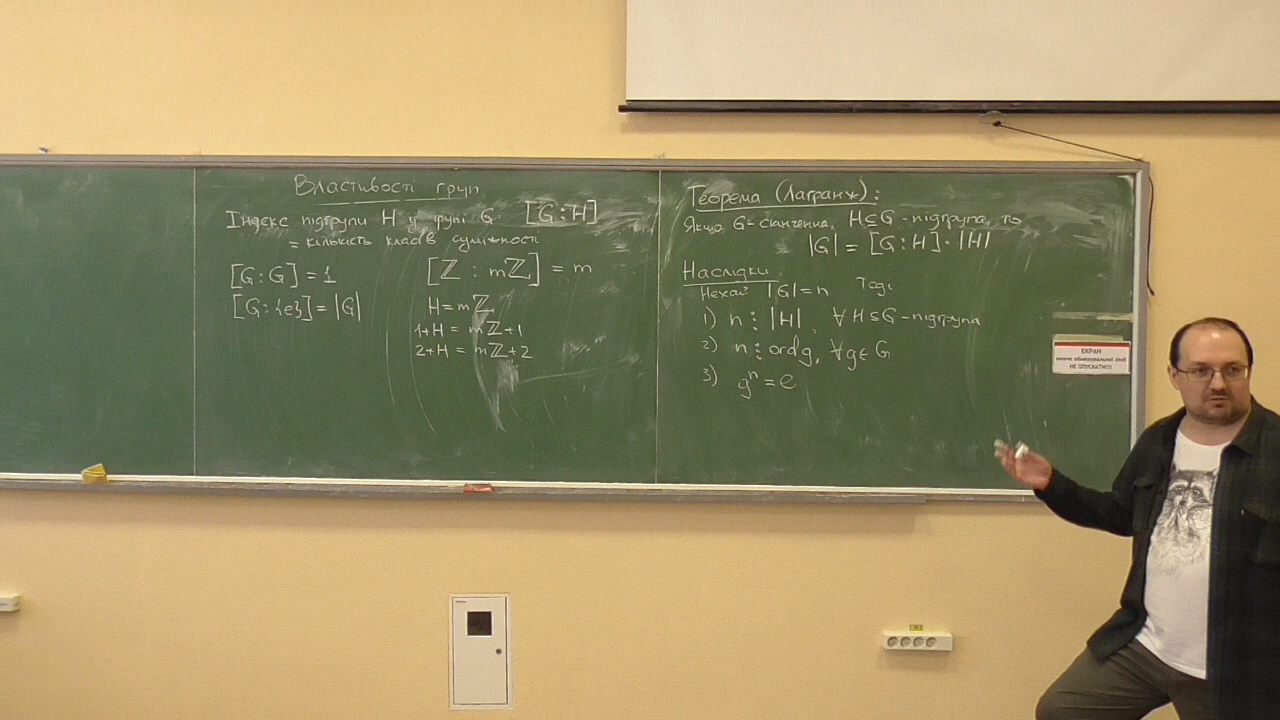 Властивості груп
Індекс підгрупи H у групі G [G:H]
= кількість класів суміжності
[G:G] = 1
[G:{e}] = |G|
[ℤ : mℤ] = m
H = mℤ
1+H = mℤ+1
2+H = mℤ+2
Теорема (Лагранж):
Якщо G-скінченна, H⊆G-підгрупа, то
|G| = [G:H]·|H|
Наслідки:
Нехай |G|=n Тоді
1) n⋮|H|, ∀H≤G-підгрупа
2) n⋮ord g, ∀g∈G
3) gⁿ=e
ЕКРАН
НЕ ОПУСКАТИ!!!